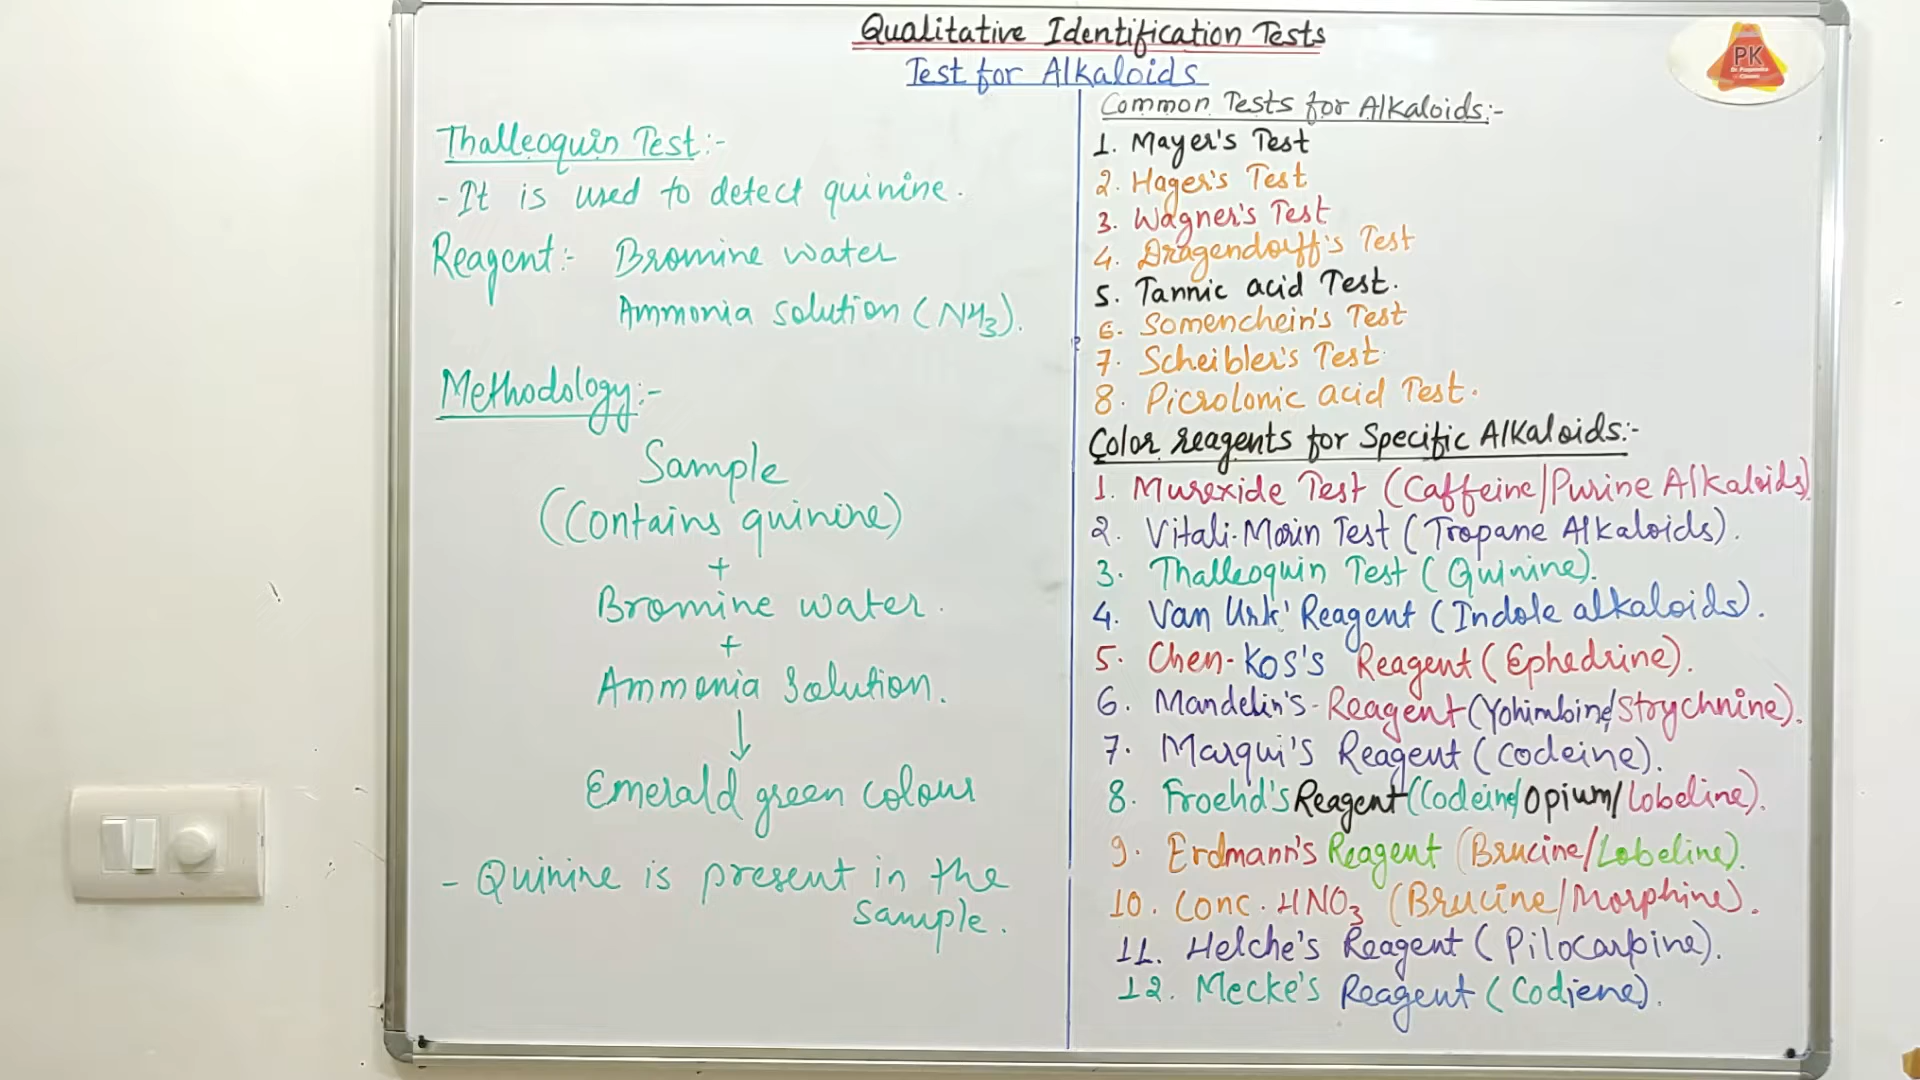 Qualitative Identification Tests
Test for Alkaloids
Thalleoquin Test:-
- It is used to detect quinine.
Reagent:- Bromine water
Ammonia solution (NH3).
Methodology:-
Sample
(Contains quinine)
+
Bromine water.
+
Ammonia Solution.
↓
Emerald green colour
- Quinine is present in the
sample.
Common Tests for Alkaloids:-
1. Mayer's Test
2. Hager's Test
3. Wagner's Test
4. Dragendorff's Test
5. Tannic acid Test.
6. Somenchein's Test
7. Scheibler's Test.
8. Picrolonic acid Test.
Color reagents for Specific Alkaloids:-
1. Murexide Test (Caffeine/Purine Alkaloids)
2. Vitali-Morin Test (Tropane Alkaloids).
3. Thalleoquin Test (Quinine).
4. Van Urk' Reagent (Indole alkaloids).
5. Chen-Kos's Reagent (Ephedrine).
6. Mandelin's-Reagent (Yohimbine/Strychnine).
7. Marqui's Reagent (Codeine).
8. Froehd's Reagent (Codeine/Opium/Lobeline).
9. Erdmann's Reagent (Brucine/Lobeline).
10. Conc. HNO3 (Brucine/Morphine).
11. Helche's Reagent (Pilocarpine).
12. Mecke's Reagent (Codiene).
PK